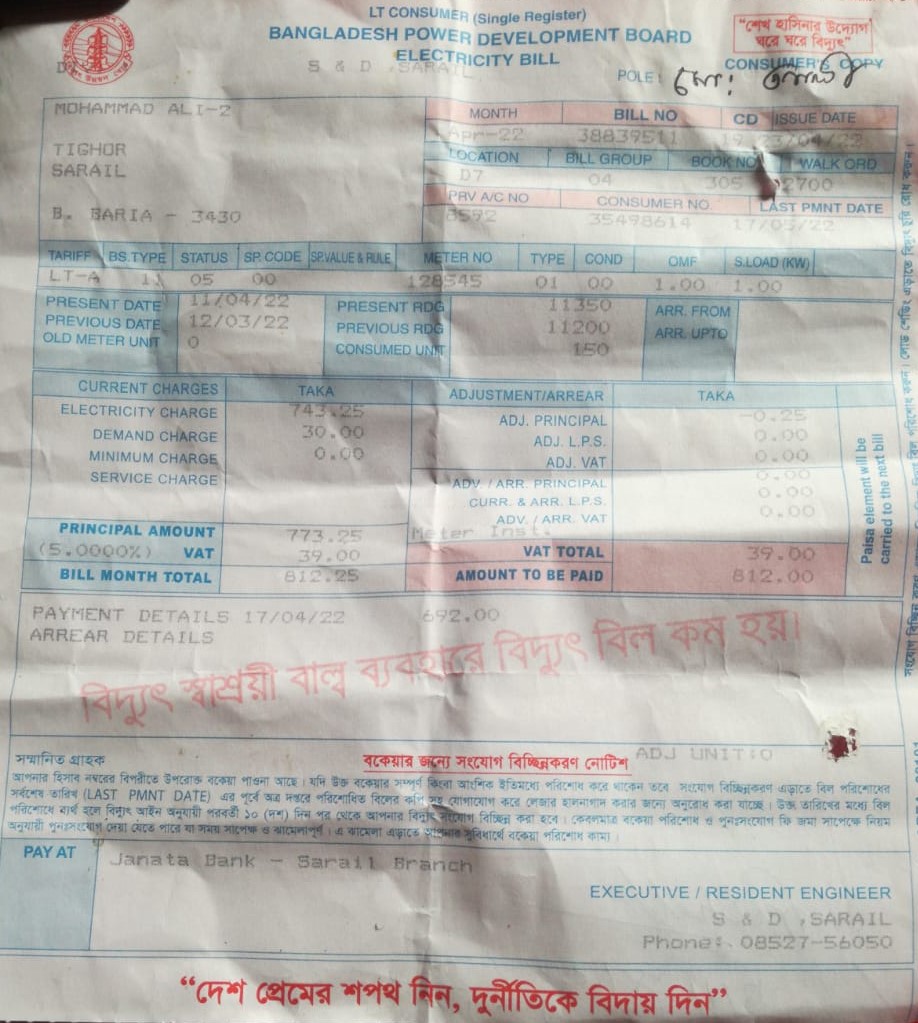 LT CONSUMER (Single Register)
BANGLADESH POWER DEVELOPMENT BOARD
ELECTRICITY BILL
"শেখ হাসিনার উদ্যোগ
ঘরে ঘরে বিদ্যুৎ"
CONSUMER'S COPY
S & D ,SARAIL
POLE:
MOHAMMAD ALI-2
TIGHOR
SARAIL
B. BARIA - 3430
MONTH BILL NO CD ISSUE DATE
Apr-22 38839511
LOCATION BILL GROUP BOOK NO WALK ORD
D7 04 305 2700
PRV A/C NO CONSUMER NO. LAST PMNT DATE
8592 35498614 17/05/22
TARIFF BS.TYPE STATUS SP. CODE SP.VALUE & RULE METER NO TYPE COND OMF S.LOAD (KW)
LT-A 11 05 00 128545 01 00 1.00 1.00
PRESENT DATE 11/04/22 PRESENT RDG 11350 ARR. FROM
PREVIOUS DATE 12/03/22 PREVIOUS RDG 11200 ARR. UPTO
OLD METER UNIT 0 CONSUMED UNIT 150
CURRENT CHARGES TAKA ADJUSTMENT/ARREAR TAKA
ELECTRICITY CHARGE 743.25 ADJ. PRINCIPAL -0.25
DEMAND CHARGE 30.00 ADJ. L.P.S. 0.00
MINIMUM CHARGE 0.00 ADJ. VAT 0.00
SERVICE CHARGE ADV. / ARR. PRINCIPAL 0.00
CURR. & ARR. L.P.S. 0.00
ADV. / ARR. VAT 0.00
PRINCIPAL AMOUNT 773.25 Meter Inst.
(5.0000%) VAT 39.00 VAT TOTAL 39.00
BILL MONTH TOTAL 812.25 AMOUNT TO BE PAID 812.00
Paisa element will be
carried to the next bill
PAYMENT DETAILS 17/04/22 692.00
ARREAR DETAILS
বিদ্যুৎ স্বাশ্রয়ী বাল্ব ব্যবহারে বিদ্যুৎ বিল কম হয়।
ADJ UNIT:0
সম্মানিত গ্রাহক বকেয়ার জন্যে সংযোগ বিচ্ছিন্নকরণ নোটিশ
আপনার হিসাব নম্বরের বিপরীতে উপরোক্ত বকেয়া পাওনা আছে। যদি উক্ত বকেয়ার সম্পূর্ণ কিংবা আংশিক ইতিমধ্যে পরিশোধ করে থাকেন তবে সংযোগ বিচ্ছিন্নকরণ এড়াতে বিল পরিশোধের
সর্বশেষ তারিখ (LAST PMNT DATE) এর পূর্বে অত্র দপ্তরে পরিশোধিত বিলের কপি সহ যোগাযোগ করে লেজার হালনাগাদ করার জন্যে অনুরোধ করা যাচ্ছে। উক্ত তারিখের মধ্যে বিল
পরিশোধে ব্যর্থ হলে বিদ্যুৎ আইন অনুযায়ী পরবর্তী ১০ (দশ) দিন পর থেকে আপনার বিদ্যুৎ সংযোগ বিচ্ছিন্ন করা হবে। কেবলমাত্র বকেয়া পরিশোধ ও পুনঃসংযোগ ফি জমা সাপেক্ষে নিয়ম
অনুযায়ী পুনঃসংযোগ দেয়া যেতে পারে যা সময় সাপেক্ষ ও ঝামেলাপূর্ণ। এ ঝামেলা এড়াতে আপনার সুবিধার্থে বকেয়া পরিশোধ কাম্য।
PAY AT Janata Bank - Sarail Branch
EXECUTIVE / RESIDENT ENGINEER
S & D ,SARAIL
Phone:. 08527-56050
"দেশ প্রেমের শপথ নিন, দুর্নীতিকে বিদায় দিন"